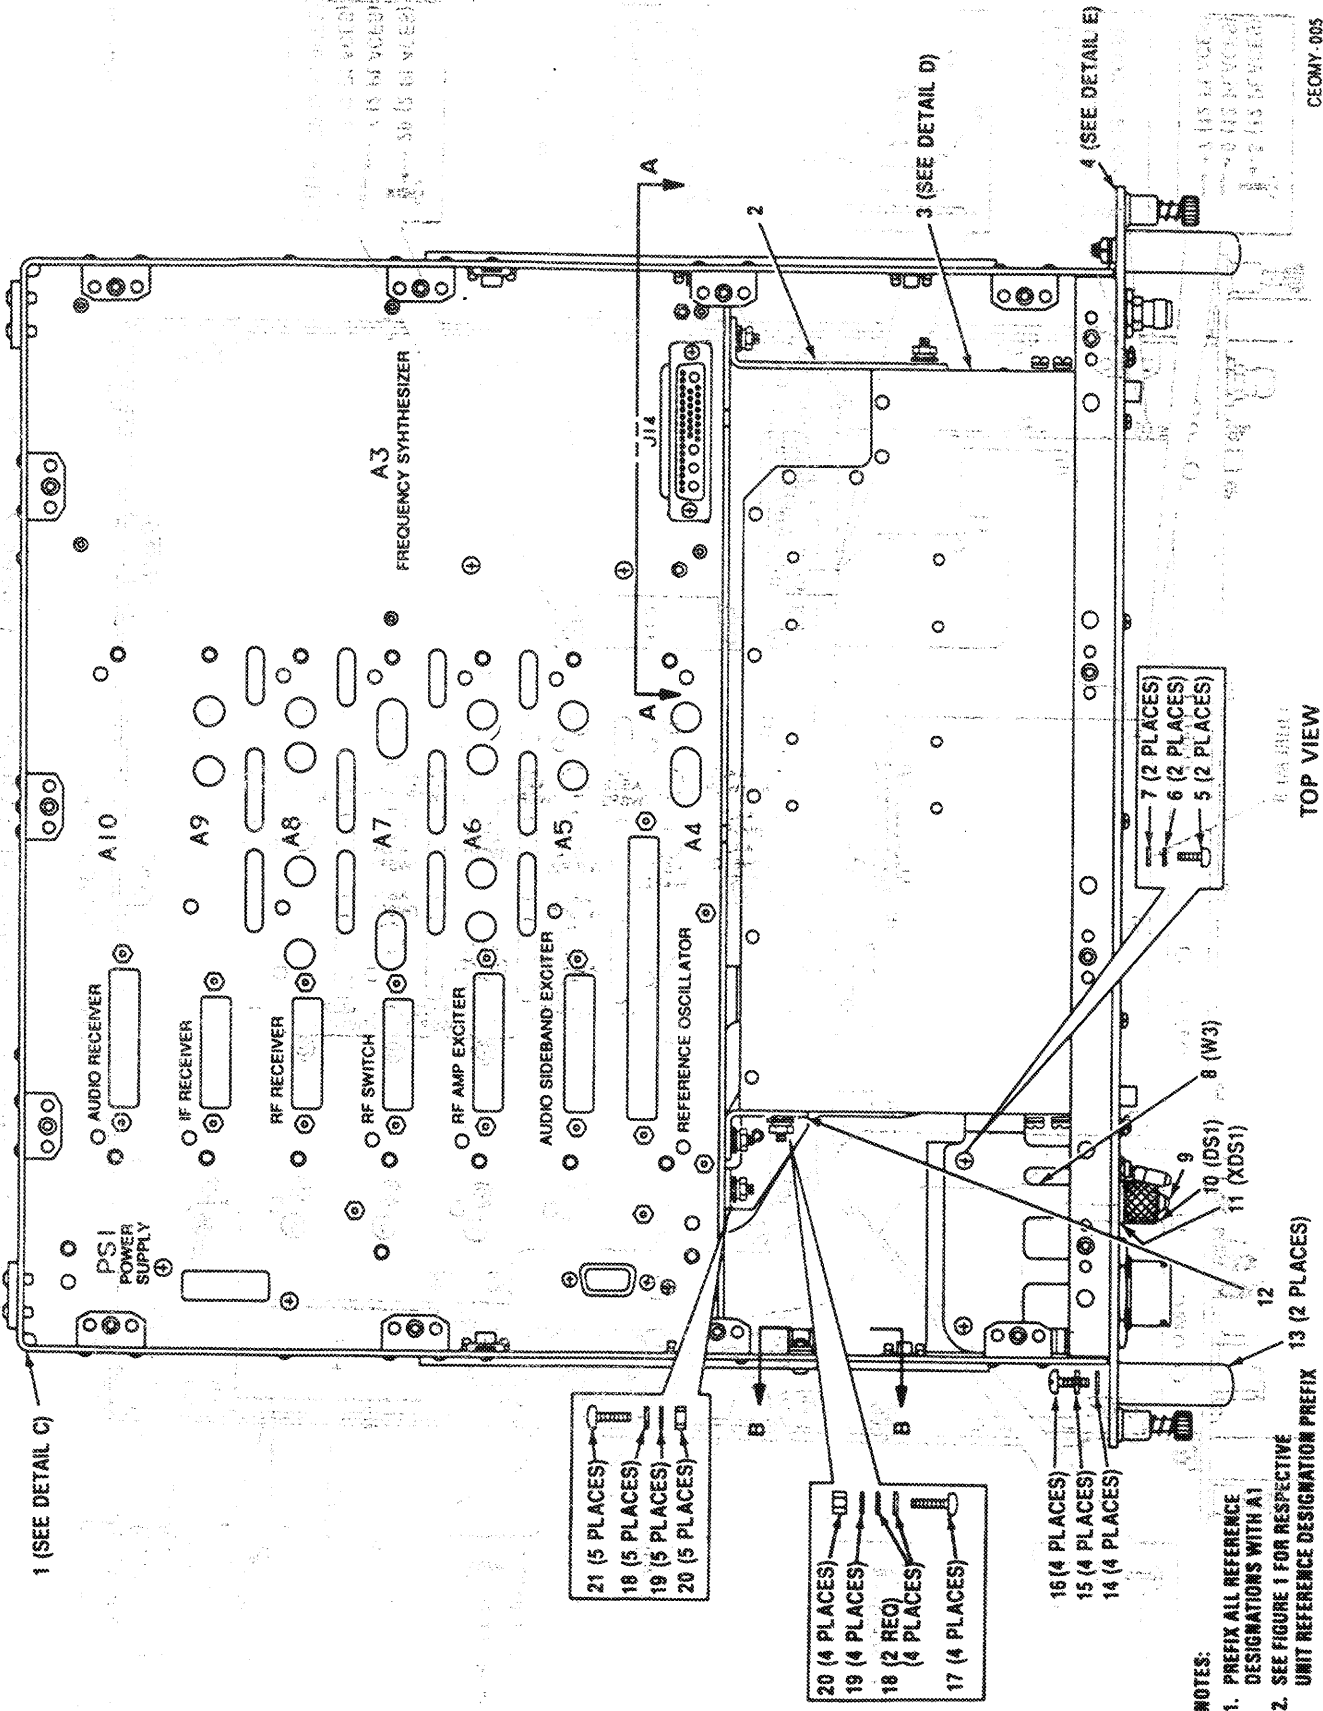 1 (SEE DETAIL C)
PS1
POWER
SUPPLY
AUDIO RECEIVER
A10
IF RECEIVER
A9
RF RECEIVER
A8
RF SWITCH
A7
RF AMP EXCITER
A6
AUDIO SIDEBAND EXCITER
A5
REFERENCE OSCILLATOR
A4
A3
FREQUENCY SYHTHESIZER
J14
A
A
2
3 (SEE DETAIL D)
4 (SEE DETAIL E)
21 (5 PLACES)
18 (5 PLACES)
19 (5 PLACES)
20 (5 PLACES)
B
B
20 (4 PLACES)
19 (4 PLACES)
18 (2 REQ)
(4 PLACES)
17 (4 PLACES)
16 (4 PLACES)
15 (4 PLACES)
14 (4 PLACES)
7 (2 PLACES)
6 (2 PLACES)
5 (2 PLACES)
8 (W3)
9
10 (DS1)
11 (XDS1)
12
13 (2 PLACES)
NOTES:
1. PREFIX ALL REFERENCE
DESIGNATIONS WITH A1
2. SEE FIGURE 1 FOR RESPECTIVE
UNIT REFERENCE DESIGNATION PREFIX
TOP VIEW
CEOMY-005